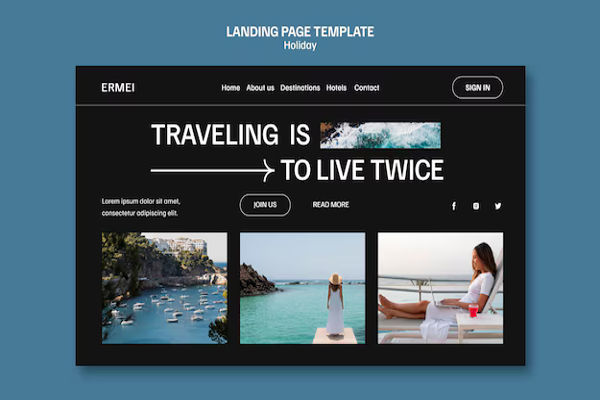 LANDING PAGE TEMPLATE
Holiday
ERMEI
Home About us Destinations Hotels Contact
SIGN IN
TRAVELING IS
TO LIVE TWICE
Lorem ipsum dolor sit amet,
consectetur adipiscing elit.
JOIN US
READ MORE